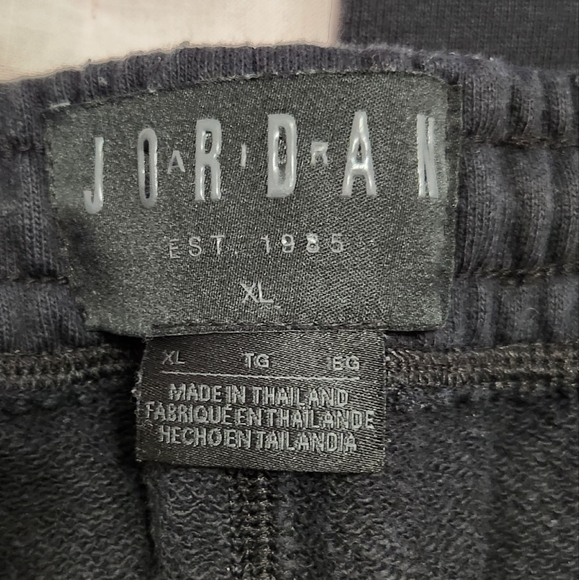 JORDAN
AIR
EST. 1985
XL
XL TG EG
MADE IN THAILAND
FABRIQUÉ EN THAILANDE
HECHO EN TAILANDIA